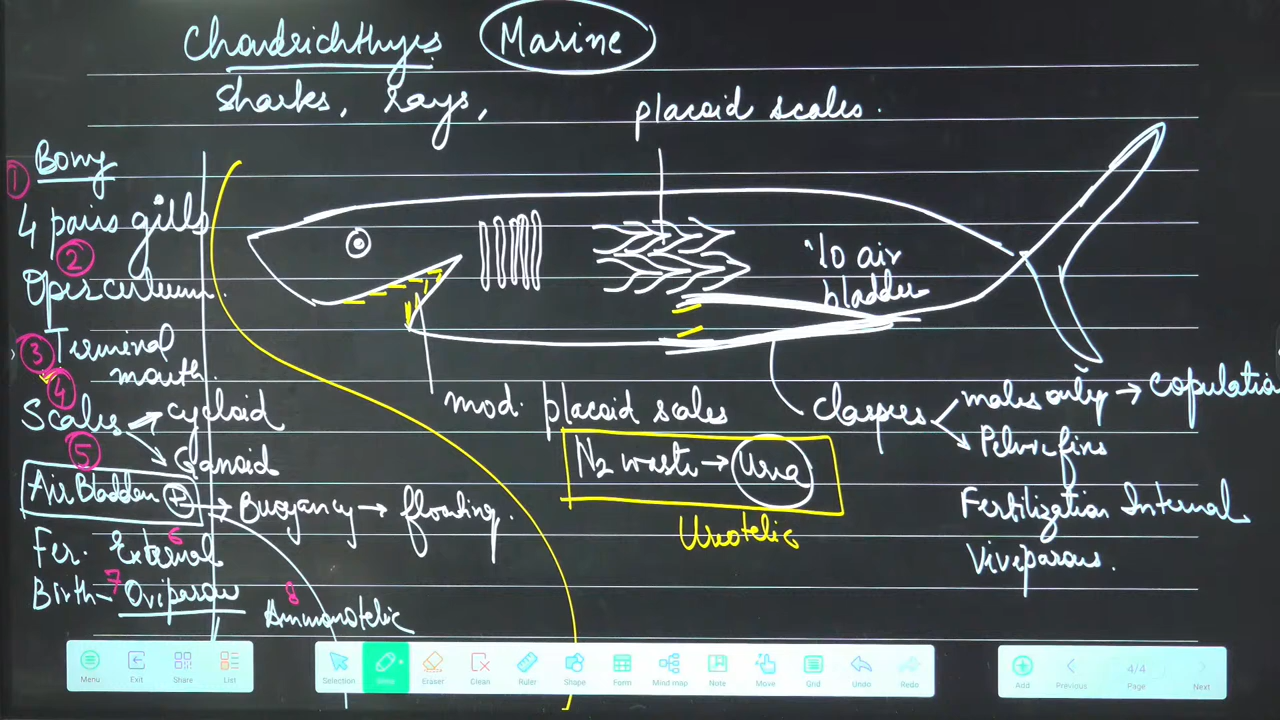 Chondrichthyes Marine
sharks, rays,
placoid scales.
Bony
1
4 pairs gills
2
Operculum.
3 Terminal
mouth.
4
Scales → cycloid
→ Ganoid
5
Air Bladder → Buoyancy → floating.
Fer. External 6
Birth - Oviparous 7
8
Ammonotelic
% air
bladder
mod. placoid scales
claspers
males only → copulation
Pelvic fins
N2 waste → Urea
Ureotelic
Fertilization Internal
Viviparous.
Menu
Exit
Share
List
Selection
Eraser
Clean
Ruler
Shape
Form
Mind map
Note
Move
Grid
Undo
Redo
Add
Previous
4/4
Page
Next